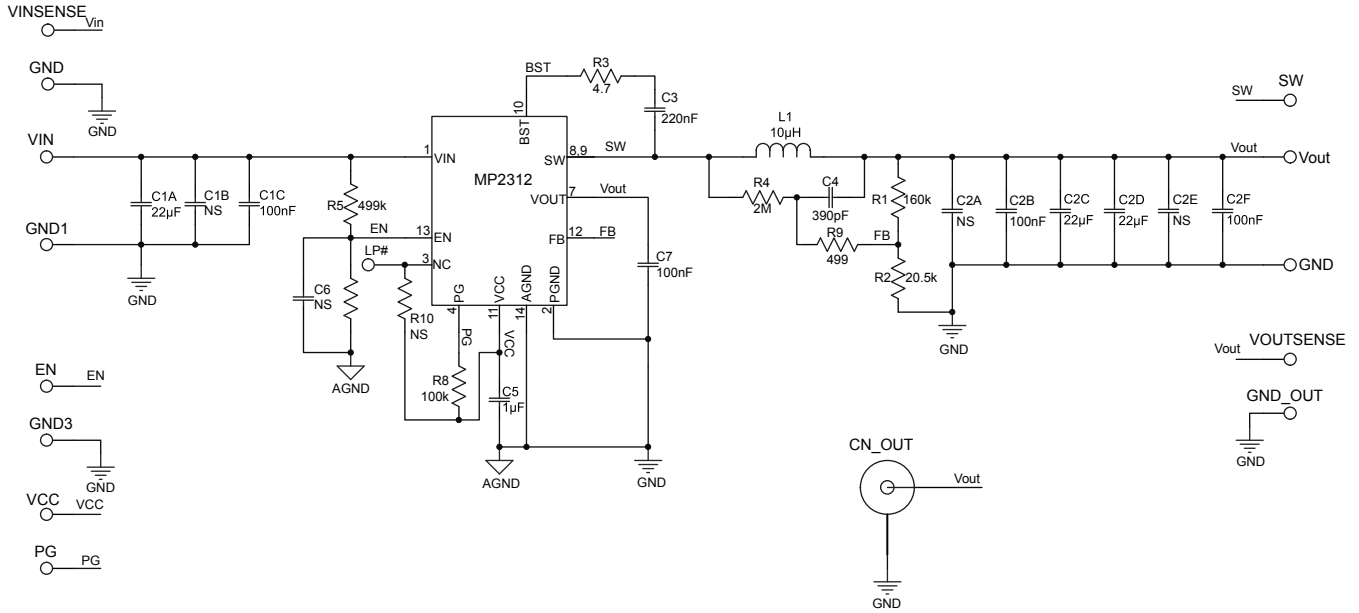 VINSENSE
Vin
GND
GND
VIN
C1A
22µF
C1B
NS
C1C
100nF
GND1
GND
R5
499k
EN
LP#
C6
NS
AGND
R10
NS
BST
R3
4.7
C3
220nF
10
BST
1
VIN
MP2312
SW
8,9
SW
VOUT
7
Vout
13
EN
FB
12
FB
3
NC
PG
VCC
AGND
PGND
4
11
14
2
PG
VCC
R8
100k
C5
1µF
AGND
C7
100nF
GND
L1
10µH
R4
2M
C4
390pF
R9
499
R1
160k
FB
R2
20.5k
C2A
NS
C2B
100nF
C2C
22µF
C2D
22µF
C2E
NS
C2F
100nF
GND
SW
SW
Vout
Vout
GND
Vout
VOUTSENSE
GND_OUT
GND
EN
EN
GND3
GND
VCC
VCC
PG
PG
CN_OUT
Vout
GND